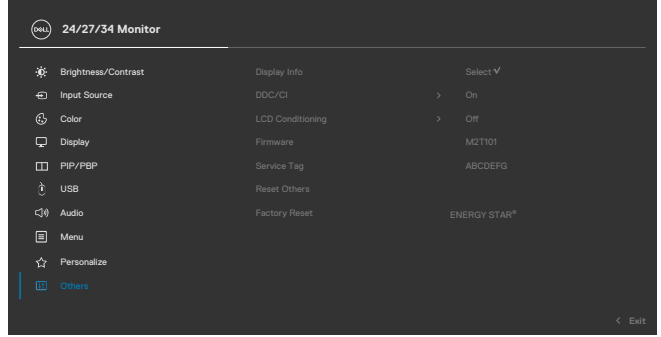 DELL 24/27/34 Monitor
Brightness/Contrast Display Info Select √
Input Source DDC/CI > On
Color LCD Conditioning > Off
Display Firmware M2T101
PIP/PBP Service Tag ABCDEFG
USB Reset Others
Audio Factory Reset ENERGY STAR®
Menu
Personalize
Others
< Exit